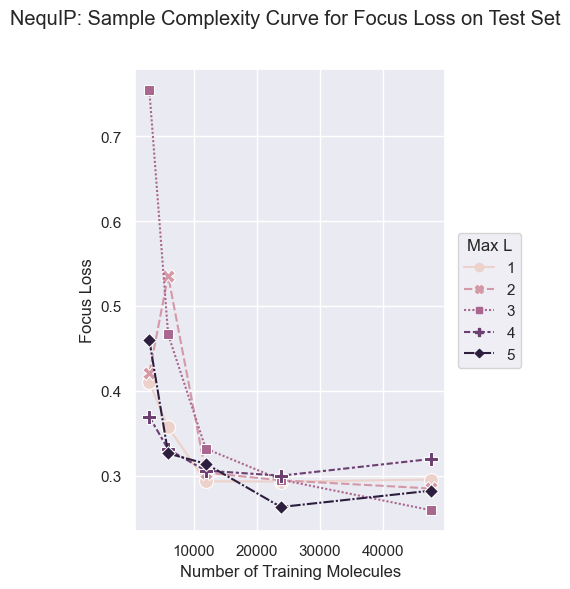 NequIP: Sample Complexity Curve for Focus Loss on Test Set
0.7
0.6
0.5
0.4
0.3
Focus Loss
10000 20000 30000 40000
Number of Training Molecules
Max L
1
2
3
4
5